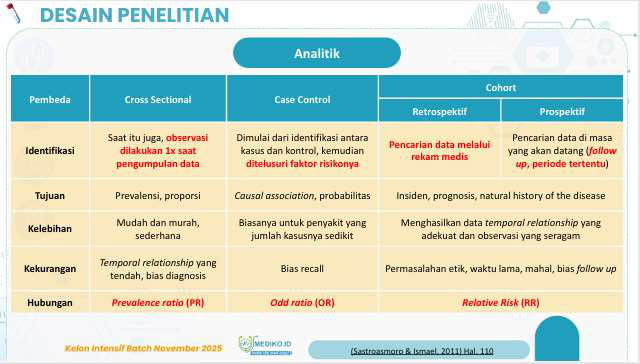 DESAIN PENELITIAN
Analitik
Pembeda
Cross Sectional
Case Control
Cohort
Retrospektif
Prospektif
Identifikasi
Saat itu juga, observasi
dilakukan 1x saat
pengumpulan data
Dimulai dari identifikasi antara
kasus dan kontrol, kemudian
ditelusuri faktor risikonya
Pencarian data melalui
rekam medis
Pencarian data di masa
yang akan datang (follow
up, periode tertentu)
Tujuan
Prevalensi, proporsi
Causal association, probabilitas
Insiden, prognosis, natural history of the disease
Kelebihan
Mudah dan murah,
sederhana
Biasanya untuk penyakit yang
jumlah kasusnya sedikit
Menghasilkan data temporal relationship yang
adekuat dan observasi yang seragam
Kekurangan
Temporal relationship yang
tendah, bias diagnosis
Bias recall
Permasalahan etik, waktu lama, mahal, bias follow up
Hubungan
Prevalence ratio (PR)
Odd ratio (OR)
Relative Risk (RR)
Kelon Intensif Batch November 2025
MEDIKO.ID
(Sastroasmoro & Ismael, 2011) Hal. 110